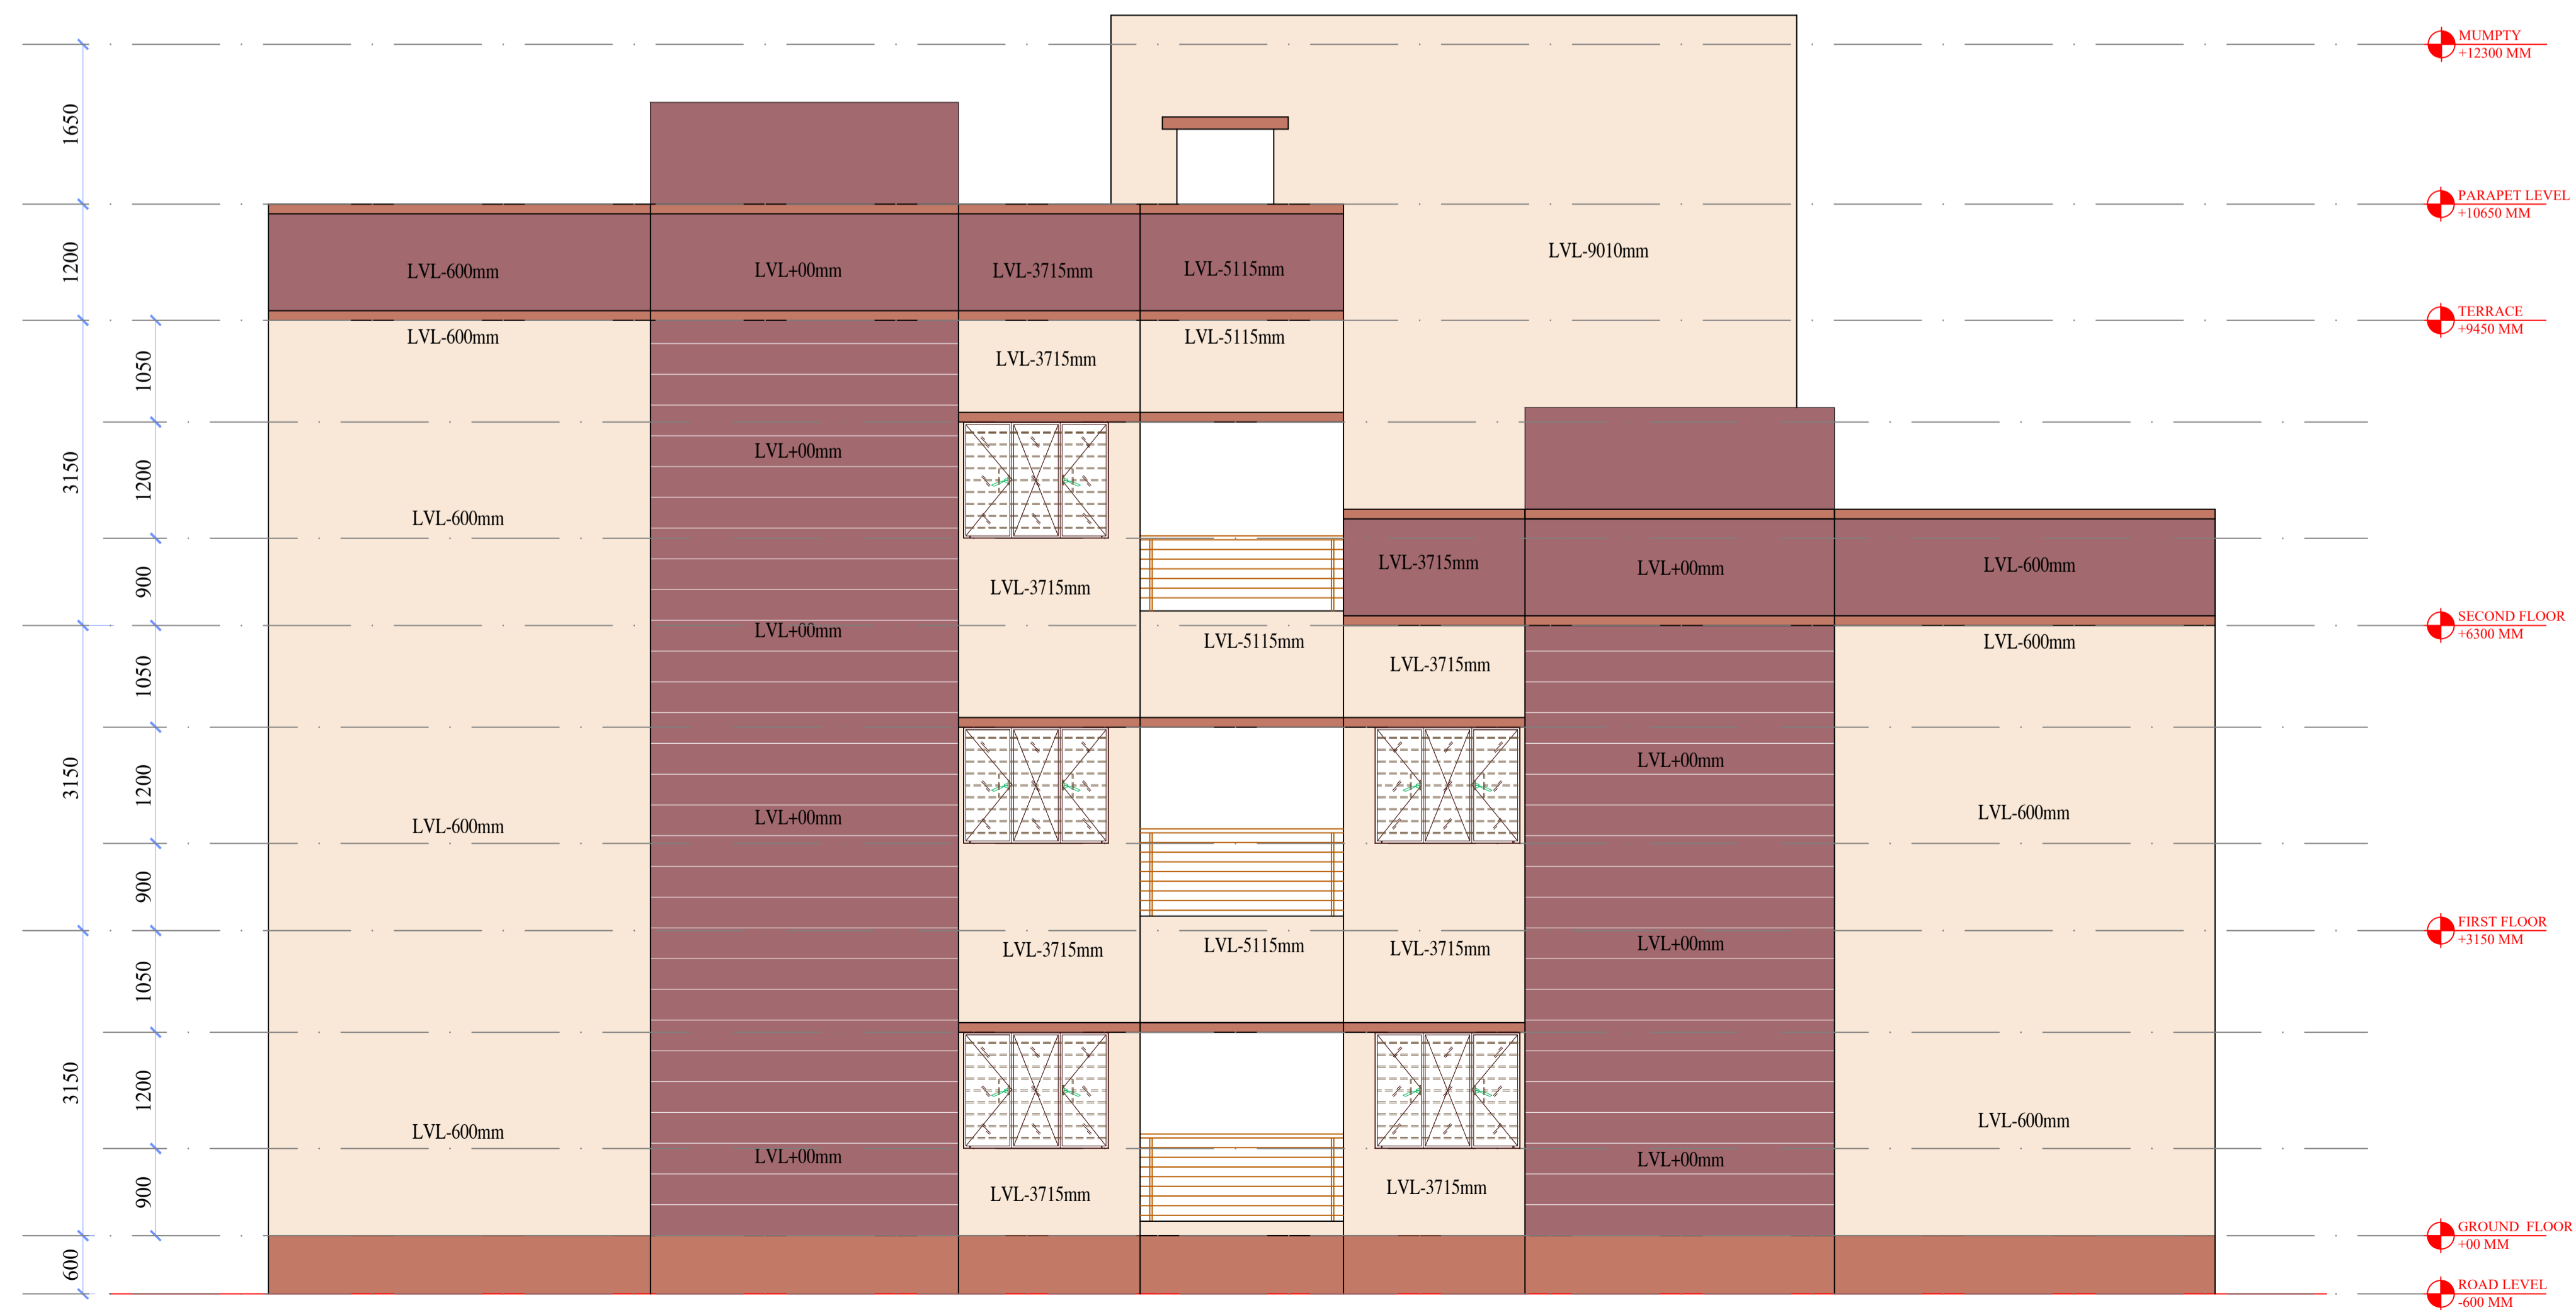 MUMPTY
+12300 MM
1650
PARAPET LEVEL
+10650 MM
1200
LVL-600mm
LVL+00mm
LVL-3715mm
LVL-5115mm
LVL-9010mm
TERRACE
+9450 MM
LVL-600mm
LVL-5115mm
LVL-3715mm
1050
LVL+00mm
3150
1200
LVL-600mm
LVL-3715mm
LVL+00mm
LVL-600mm
900
LVL-3715mm
SECOND FLOOR
+6300 MM
LVL+00mm
LVL-5115mm
LVL-600mm
LVL-3715mm
1050
LVL+00mm
3150
1200
LVL-600mm
LVL+00mm
LVL-600mm
900
FIRST FLOOR
+3150 MM
LVL-3715mm
LVL-5115mm
LVL-3715mm
LVL+00mm
1050
3150
1200
LVL-600mm
LVL-600mm
LVL+00mm
LVL+00mm
900
LVL-3715mm
LVL-3715mm
GROUND FLOOR
+00 MM
600
ROAD LEVEL
-600 MM